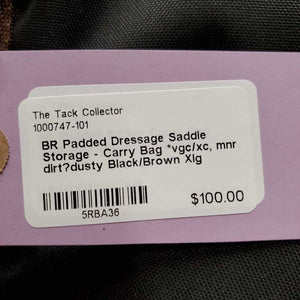 The Tack Collector
1000747-101
BR Padded Dressage Saddle
Storage - Carry Bag *vgc/xc, mnr
dirt?dusty Black/Brown Xlg
$100.00
5RBA36